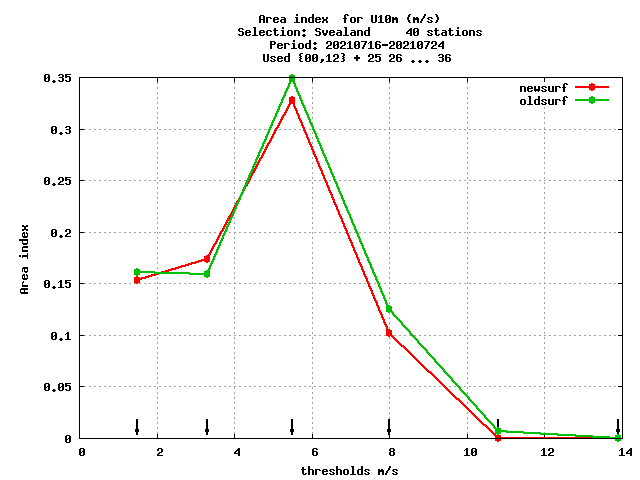 Area index  for U10m (m/s)
Selection: Svealand     40 stations
Period: 20210716-20210724
Used {00,12} + 25 26 ... 36
newsurf
oldsurf
0.35
0.3
0.25
0.2
0.15
0.1
0.05
0
Area index
0 2 4 6 8 10 12 14
thresholds m/s